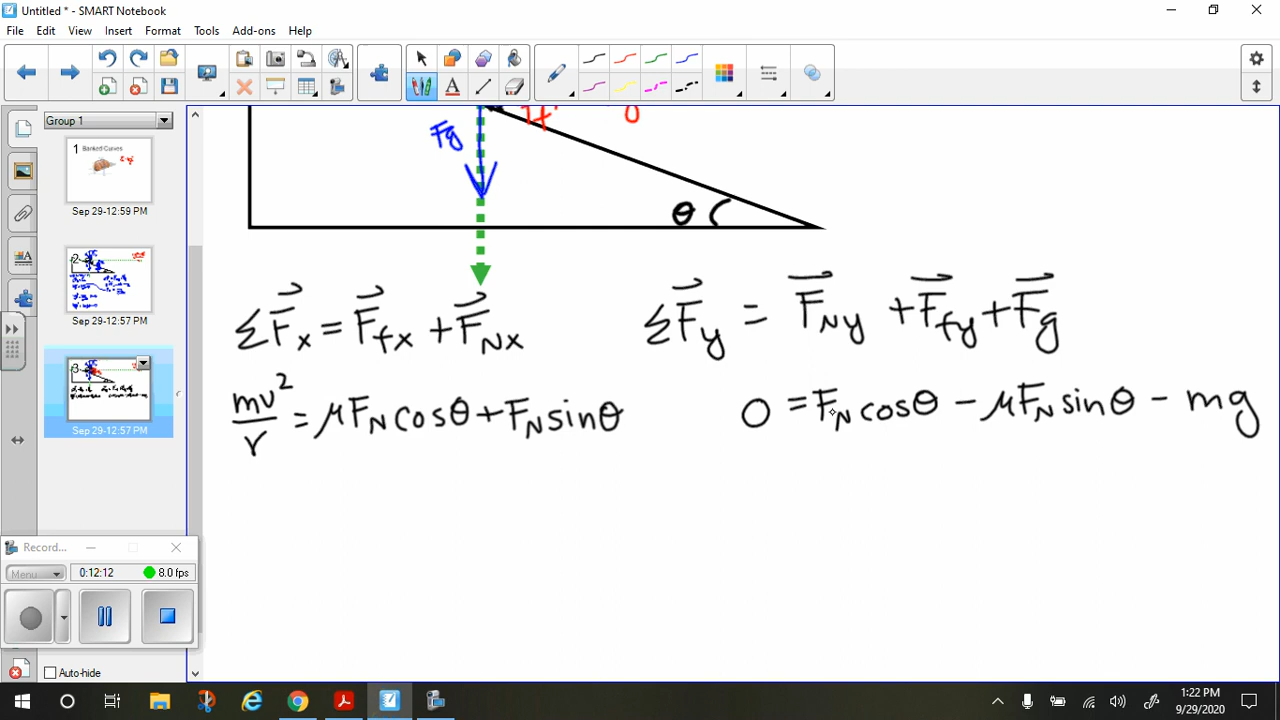 Untitled * - SMART Notebook
File Edit View Insert Format Tools Add-ons Help
Group 1
1 Banked Curves
Sep 29-12:59 PM
Sep 29-12:57 PM
Sep 29-12:57 PM
Fg
θ
ΣF⃗x = F⃗fx + F⃗Nx
ΣF⃗y = F⃗Ny + F⃗fy + F⃗g
mv²/r = μFN cosθ + FN sinθ
0 = FN cosθ - μFN sinθ - mg
Record...
Menu 0:12:12 8.0 fps
Auto-hide
1:22 PM
9/29/2020